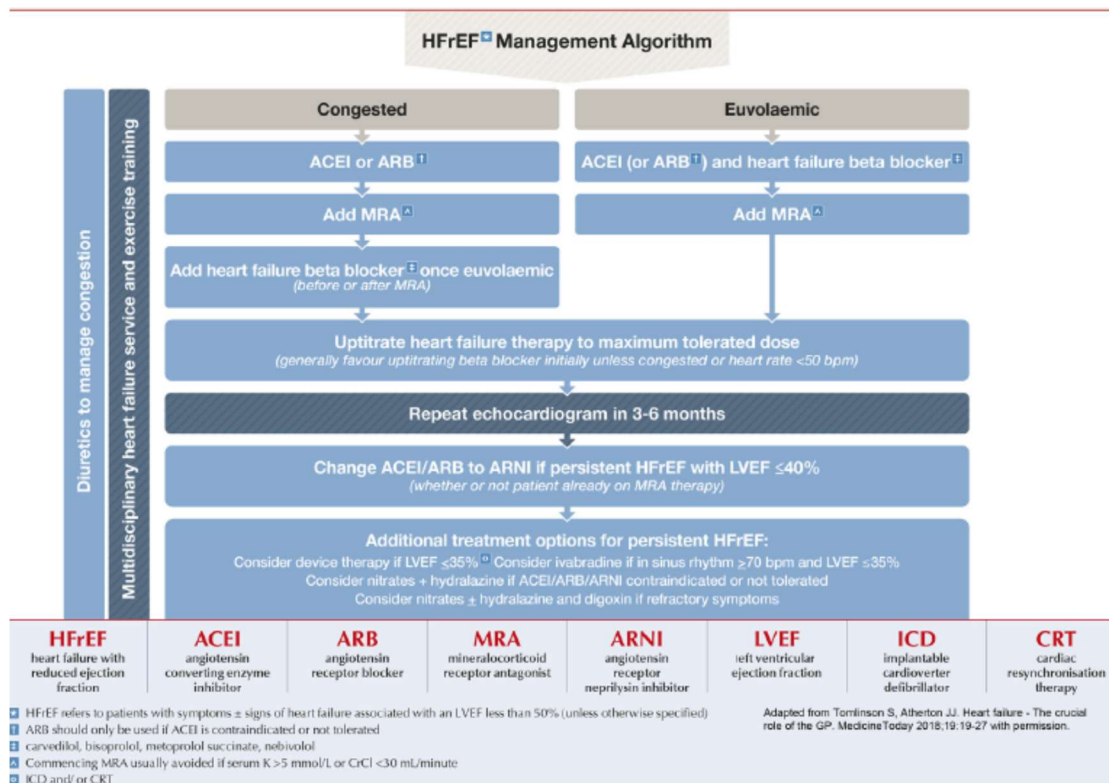 HFrEF* Management Algorithm
Diuretics to manage congestion
Multidisciplinary heart failure service and exercise training
Congested
Euvolaemic
ACEI or ARB†
ACEI (or ARB†) and heart failure beta blocker‡
Add MRA^
Add MRA^
Add heart failure beta blocker‡ once euvolaemic
(before or after MRA)
Uptitrate heart failure therapy to maximum tolerated dose
(generally favour uptitrating beta blocker initially unless congested or heart rate <50 bpm)
Repeat echocardiogram in 3-6 months
Change ACEI/ARB to ARNI if persistent HFrEF with LVEF ≤40%
(whether or not patient already on MRA therapy)
Additional treatment options for persistent HFrEF:
Consider device therapy if LVEF ≤35% Consider ivabradine if in sinus rhythm ≥70 bpm and LVEF ≤35%
Consider nitrates + hydralazine if ACEI/ARB/ARNI contraindicated or not tolerated
Consider nitrates ± hydralazine and digoxin if refractory symptoms
HFrEF
heart failure with
reduced ejection
fraction
ACEI
angiotensin
converting enzyme
inhibitor
ARB
angiotensin
receptor blocker
MRA
mineralocorticoid
receptor antagonist
ARNI
angiotensin
receptor
neprilysin inhibitor
LVEF
left ventricular
ejection fraction
ICD
implantable
cardioverter
defibrillator
CRT
cardiac
resynchronisation
therapy
* HFrEF refers to patients with symptoms ± signs of heart failure associated with an LVEF less than 50% (unless otherwise specified)
† ARB should only be used if ACEI is contraindicated or not tolerated
‡ carvedilol, bisoprolol, metoprolol succinate, nebivolol
^ Commencing MRA usually avoided if serum K >5 mmol/L or CrCl <30 mL/minute
ICD and/ or CRT
Adapted from Tomlinson S, Atherton JJ. Heart failure - The crucial
role of the GP. MedicineToday 2018;19:19-27 with permission.